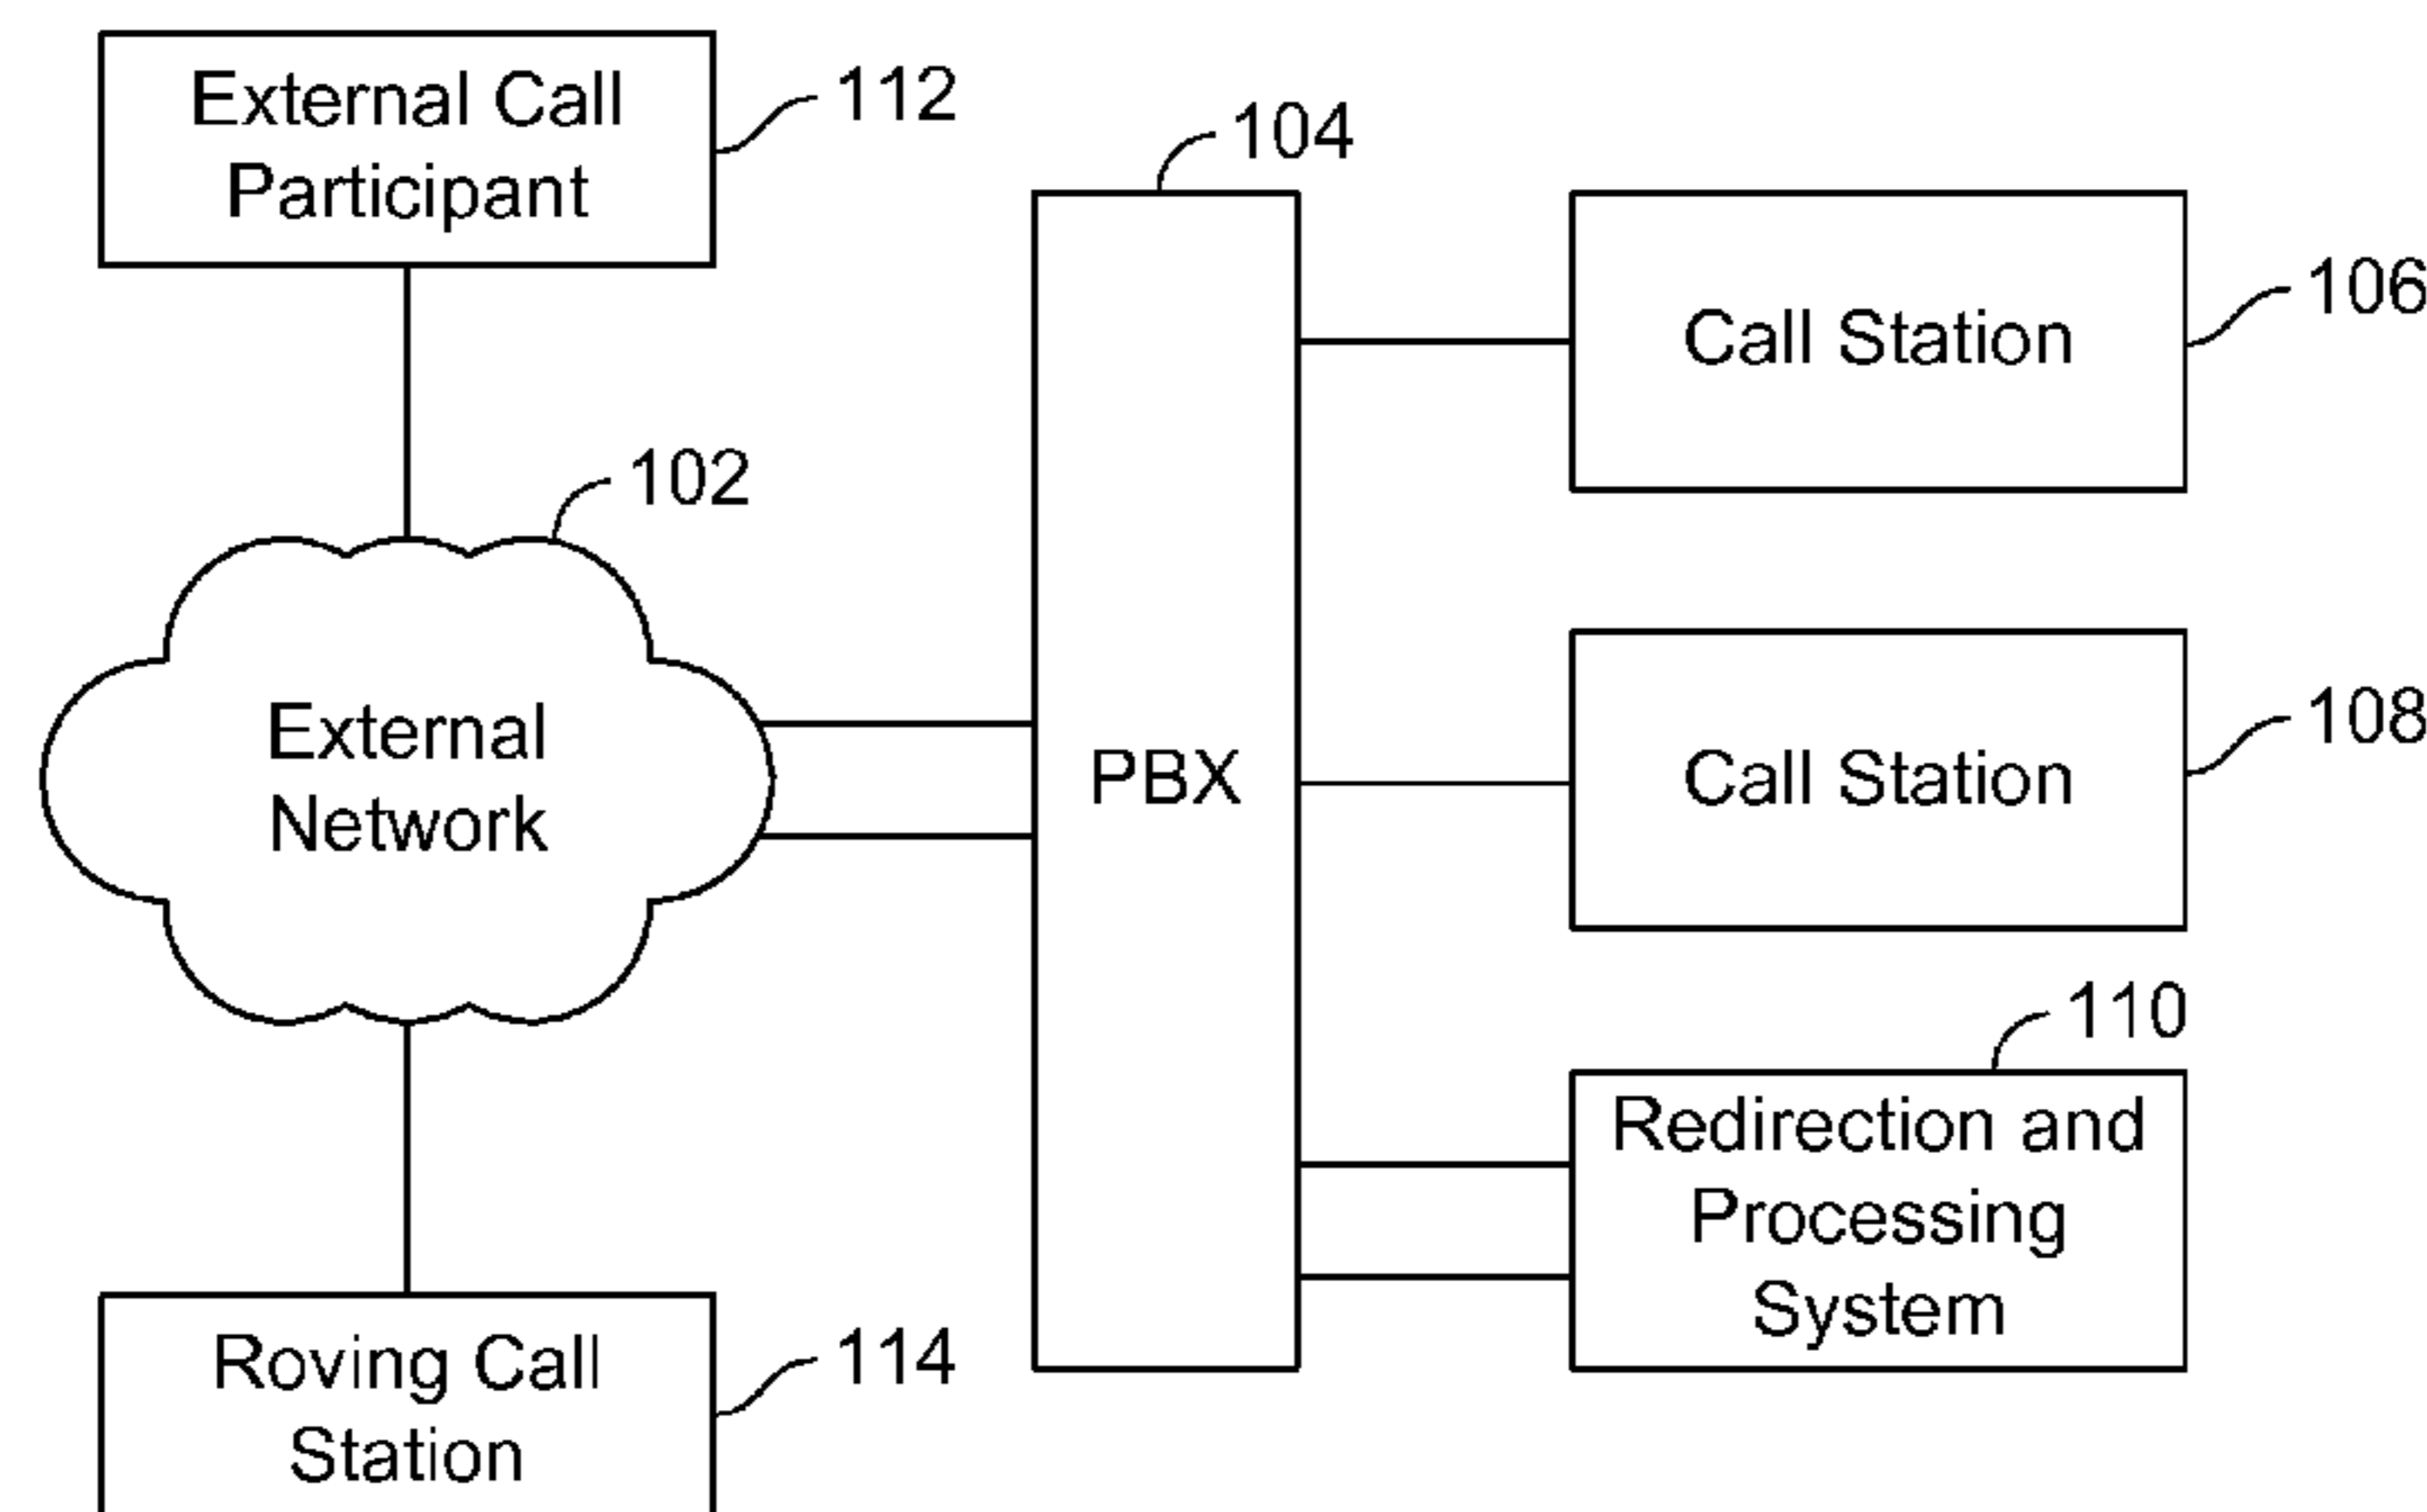 External Call
Participant
112
104
106
Call Station
102
External
Network
PBX
108
Call Station
110
Redirection and
Processing
System
Roving Call
Station
114